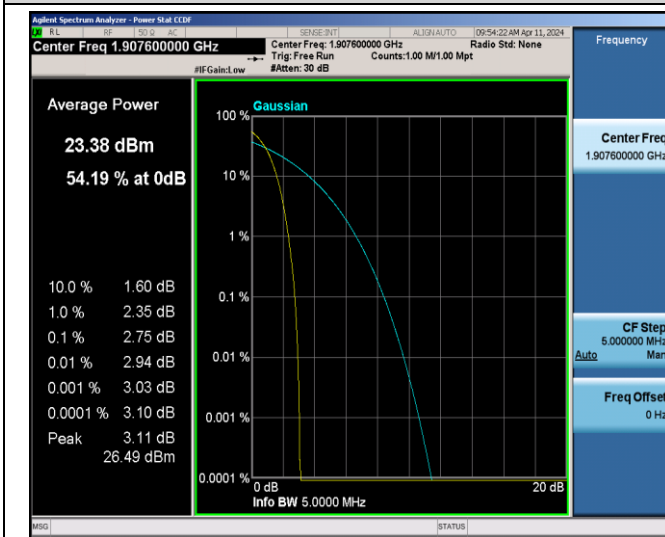 Agilent Spectrum Analyzer - Power Stat CCDF
RL RF 50 Ω AC SENSE:INT ALIGNAUTO 09:54:22 AM Apr 11, 2024
Center Freq 1.907600000 GHz
Center Freq: 1.907600000 GHz Radio Std: None
Trig: Free Run Counts:1.00 M/1.00 Mpt
#IFGain:Low #Atten: 30 dB
Frequency
Average Power
23.38 dBm
54.19 % at 0dB
10.0 % 1.60 dB
1.0 % 2.35 dB
0.1 % 2.75 dB
0.01 % 2.94 dB
0.001 % 3.03 dB
0.0001 % 3.10 dB
Peak 3.11 dB
26.49 dBm
Gaussian
100 %
10 %
1 %
0.1 %
0.01 %
0.001 %
0.0001 %
0 dB 20 dB
Info BW 5.0000 MHz
Center Freq
1.907600000 GHz
CF Step
5.000000 MHz
Auto Man
Freq Offset
0 Hz
MSG STATUS